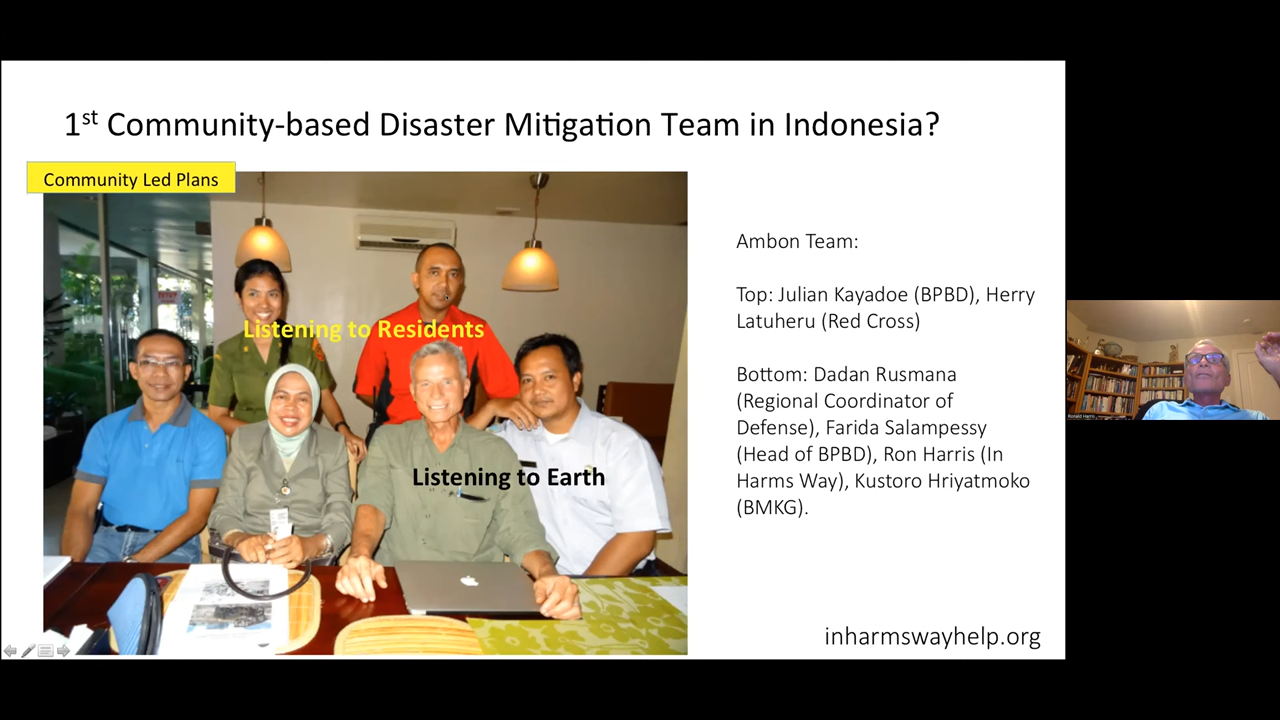 1st Community-based Disaster Mitigation Team in Indonesia?
Community Led Plans
Listening to Residents
Listening to Earth
Ambon Team:
Top: Julian Kayadoe (BPBD), Herry
Latuheru (Red Cross)
Bottom: Dadan Rusmana
(Regional Coordinator of
Defense), Farida Salampessy
(Head of BPBD), Ron Harris (In
Harms Way), Kustoro Hriyatmoko
(BMKG).
inharmswayhelp.org
Ronald Harris